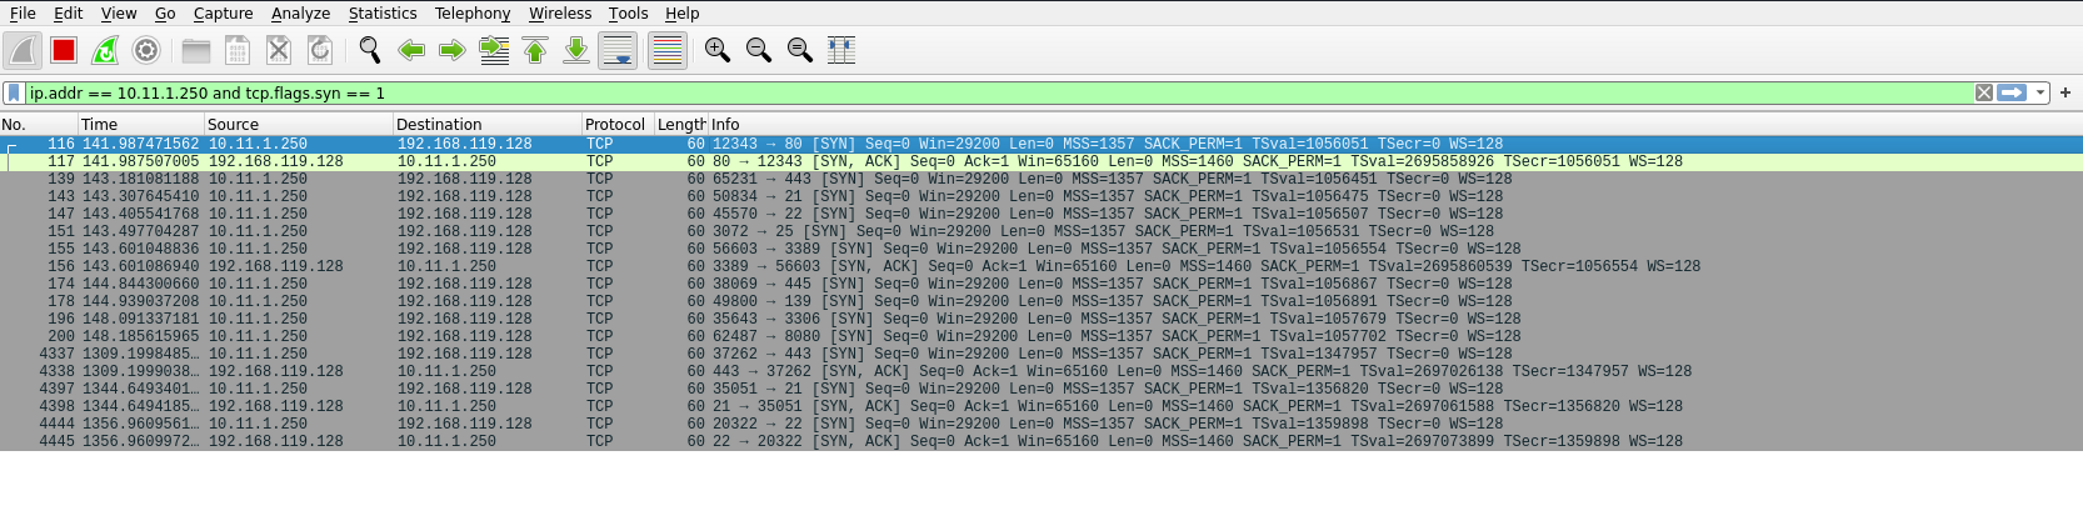 File Edit View Go Capture Analyze Statistics Telephony Wireless Tools Help
ip.addr == 10.11.1.250 and tcp.flags.syn == 1
No. Time Source Destination Protocol Length Info
116 141.987471562 10.11.1.250 192.168.119.128 TCP 60 12343 → 80 [SYN] Seq=0 Win=29200 Len=0 MSS=1357 SACK_PERM=1 TSval=1056051 TSecr=0 WS=128
117 141.987507005 192.168.119.128 10.11.1.250 TCP 60 80 → 12343 [SYN, ACK] Seq=0 Ack=1 Win=65160 Len=0 MSS=1460 SACK_PERM=1 TSval=2695858926 TSecr=1056051 WS=128
139 143.181081188 10.11.1.250 192.168.119.128 TCP 60 65231 → 443 [SYN] Seq=0 Win=29200 Len=0 MSS=1357 SACK_PERM=1 TSval=1056451 TSecr=0 WS=128
143 143.307645410 10.11.1.250 192.168.119.128 TCP 60 50834 → 21 [SYN] Seq=0 Win=29200 Len=0 MSS=1357 SACK_PERM=1 TSval=1056475 TSecr=0 WS=128
147 143.405541768 10.11.1.250 192.168.119.128 TCP 60 45570 → 22 [SYN] Seq=0 Win=29200 Len=0 MSS=1357 SACK_PERM=1 TSval=1056507 TSecr=0 WS=128
151 143.497704287 10.11.1.250 192.168.119.128 TCP 60 3072 → 25 [SYN] Seq=0 Win=29200 Len=0 MSS=1357 SACK_PERM=1 TSval=1056531 TSecr=0 WS=128
155 143.601048836 10.11.1.250 192.168.119.128 TCP 60 56603 → 3389 [SYN] Seq=0 Win=29200 Len=0 MSS=1357 SACK_PERM=1 TSval=1056554 TSecr=0 WS=128
156 143.601086940 192.168.119.128 10.11.1.250 TCP 60 3389 → 56603 [SYN, ACK] Seq=0 Ack=1 Win=65160 Len=0 MSS=1460 SACK_PERM=1 TSval=2695860539 TSecr=1056554 WS=128
174 144.844300660 10.11.1.250 192.168.119.128 TCP 60 38069 → 445 [SYN] Seq=0 Win=29200 Len=0 MSS=1357 SACK_PERM=1 TSval=1056867 TSecr=0 WS=128
178 144.939037208 10.11.1.250 192.168.119.128 TCP 60 49800 → 139 [SYN] Seq=0 Win=29200 Len=0 MSS=1357 SACK_PERM=1 TSval=1056891 TSecr=0 WS=128
196 148.091337181 10.11.1.250 192.168.119.128 TCP 60 35643 → 3306 [SYN] Seq=0 Win=29200 Len=0 MSS=1357 SACK_PERM=1 TSval=1057679 TSecr=0 WS=128
200 148.185615965 10.11.1.250 192.168.119.128 TCP 60 62487 → 8080 [SYN] Seq=0 Win=29200 Len=0 MSS=1357 SACK_PERM=1 TSval=1057702 TSecr=0 WS=128
4337 1309.1998485… 10.11.1.250 192.168.119.128 TCP 60 37262 → 443 [SYN] Seq=0 Win=29200 Len=0 MSS=1357 SACK_PERM=1 TSval=1347957 TSecr=0 WS=128
4338 1309.1999038… 192.168.119.128 10.11.1.250 TCP 60 443 → 37262 [SYN, ACK] Seq=0 Ack=1 Win=65160 Len=0 MSS=1460 SACK_PERM=1 TSval=2697026138 TSecr=1347957 WS=128
4397 1344.6493401… 10.11.1.250 192.168.119.128 TCP 60 35051 → 21 [SYN] Seq=0 Win=29200 Len=0 MSS=1357 SACK_PERM=1 TSval=1356820 TSecr=0 WS=128
4398 1344.6494185… 192.168.119.128 10.11.1.250 TCP 60 21 → 35051 [SYN, ACK] Seq=0 Ack=1 Win=65160 Len=0 MSS=1460 SACK_PERM=1 TSval=2697061588 TSecr=1356820 WS=128
4444 1356.9609561… 10.11.1.250 192.168.119.128 TCP 60 20322 → 22 [SYN] Seq=0 Win=29200 Len=0 MSS=1357 SACK_PERM=1 TSval=1359898 TSecr=0 WS=128
4445 1356.9609972… 192.168.119.128 10.11.1.250 TCP 60 22 → 20322 [SYN, ACK] Seq=0 Ack=1 Win=65160 Len=0 MSS=1460 SACK_PERM=1 TSval=2697073899 TSecr=1359898 WS=128